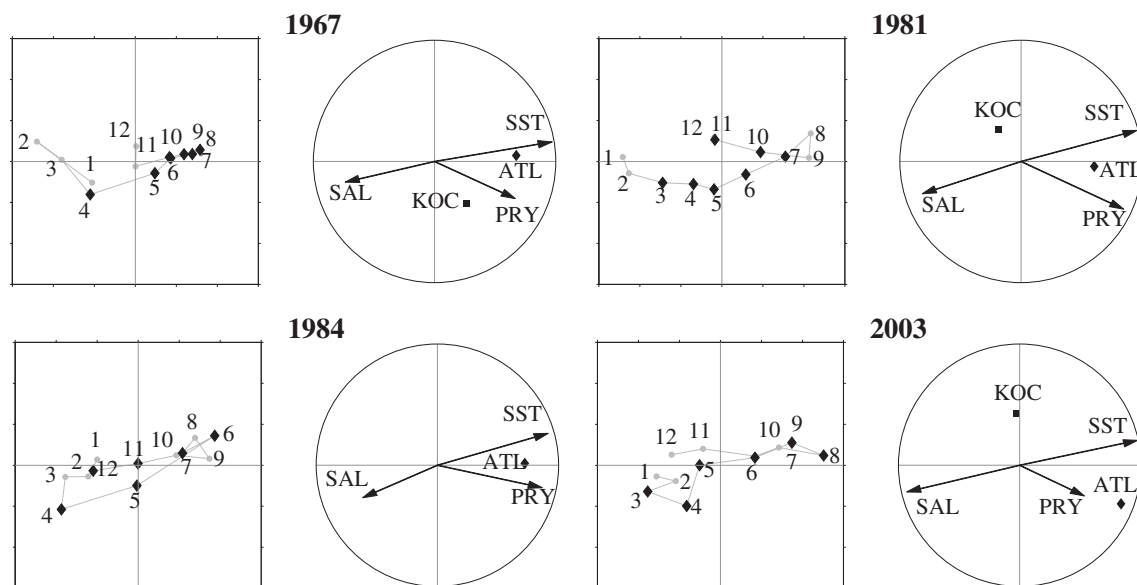 1967 1981
2 3 1 4 12 11 10 9 8 7 6 5
SST ATL SAL KOC PRY
1 2 3 4 5 12 11 10 8 7 9 6
KOC SST ATL SAL PRY
1984 2003
1 2 3 12 4 11 10 8 6 7 9 5
SST ATL SAL PRY
12 11 1 2 3 4 5 10 9 7 8 6
KOC SST ATL SAL PRY